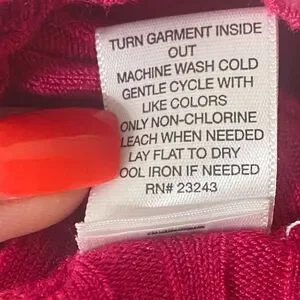 TURN GARMENT INSIDE
OUT
MACHINE WASH COLD
GENTLE CYCLE WITH
LIKE COLORS
ONLY NON-CHLORINE
LEACH WHEN NEEDED
LAY FLAT TO DRY
OOL IRON IF NEEDED
RN# 23243